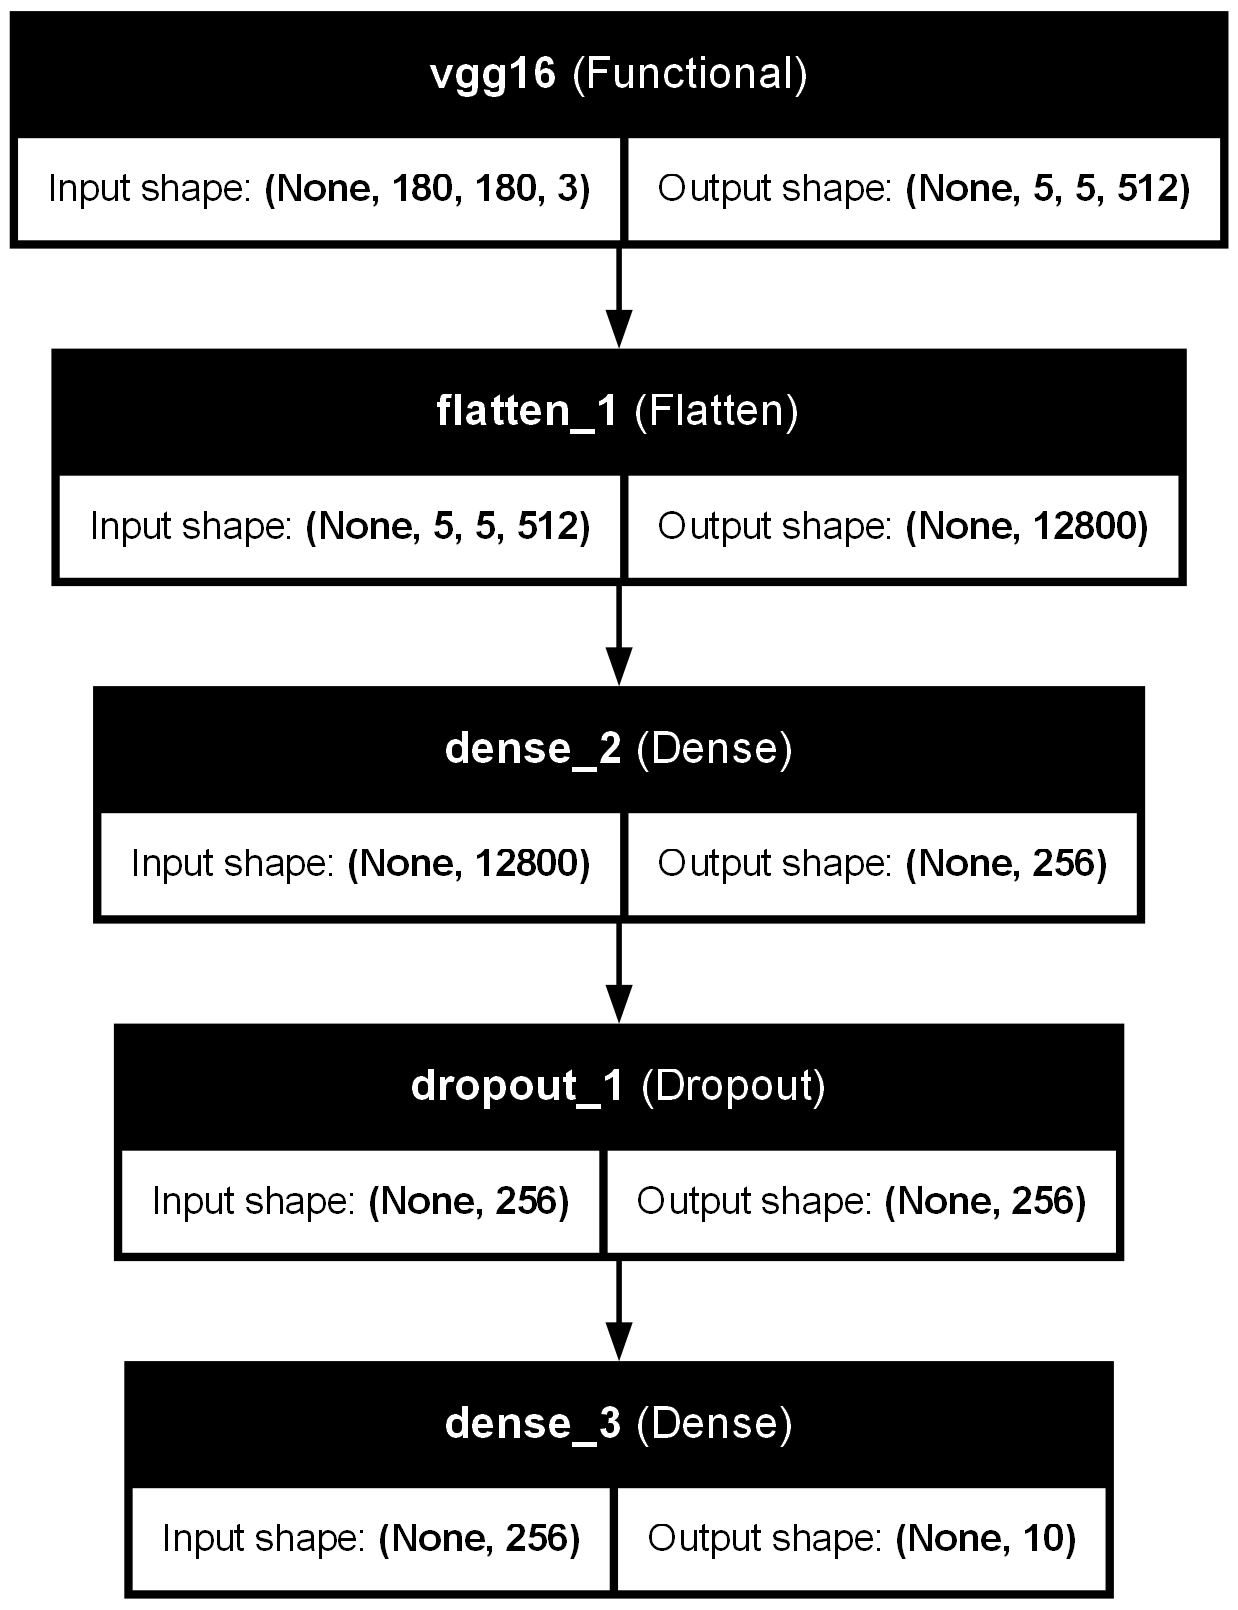 vgg16 (Functional)
Input shape: (None, 180, 180, 3) Output shape: (None, 5, 5, 512)
flatten_1 (Flatten)
Input shape: (None, 5, 5, 512) Output shape: (None, 12800)
dense_2 (Dense)
Input shape: (None, 12800) Output shape: (None, 256)
dropout_1 (Dropout)
Input shape: (None, 256) Output shape: (None, 256)
dense_3 (Dense)
Input shape: (None, 256) Output shape: (None, 10)